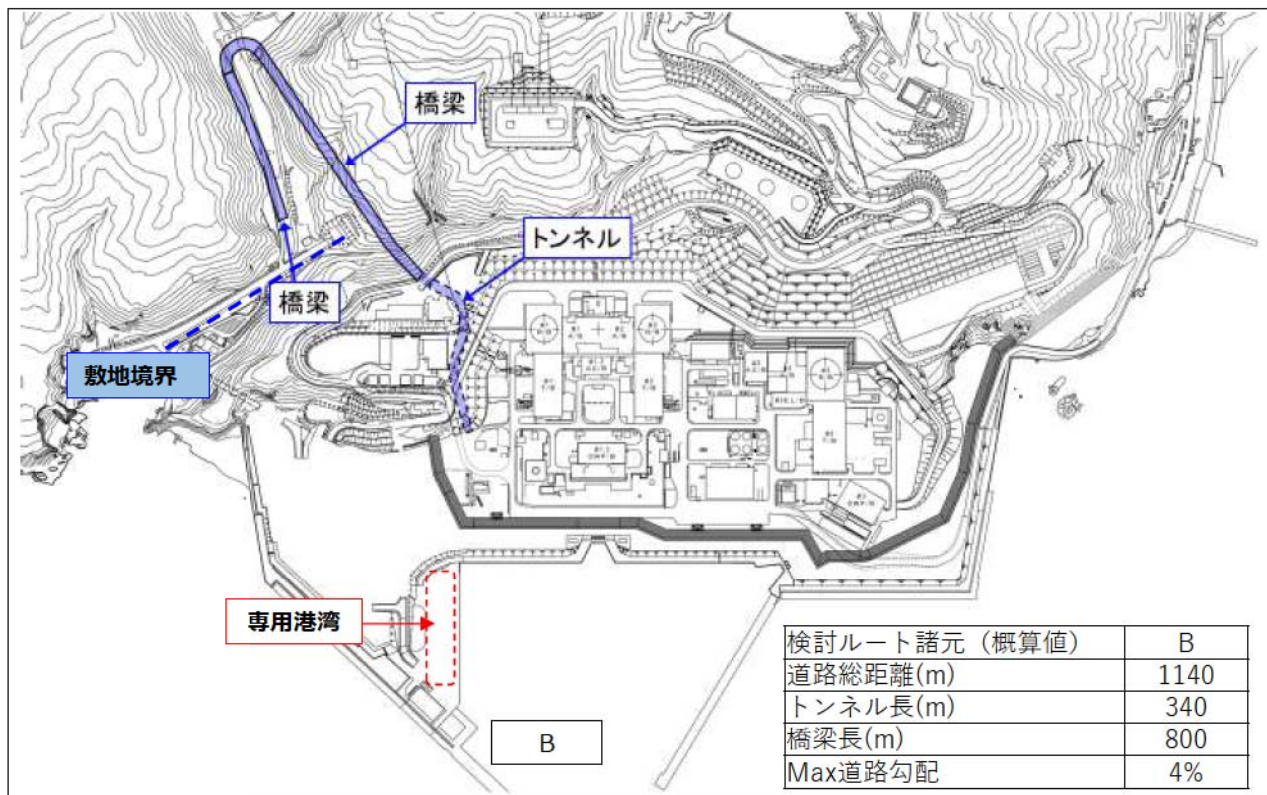 橋梁
トンネル
橋梁
敷地境界
専用港湾
B
検討ルート諸元（概算値） B
道路総距離(m) 1140
トンネル長(m) 340
橋梁長(m) 800
Max道路勾配 4%